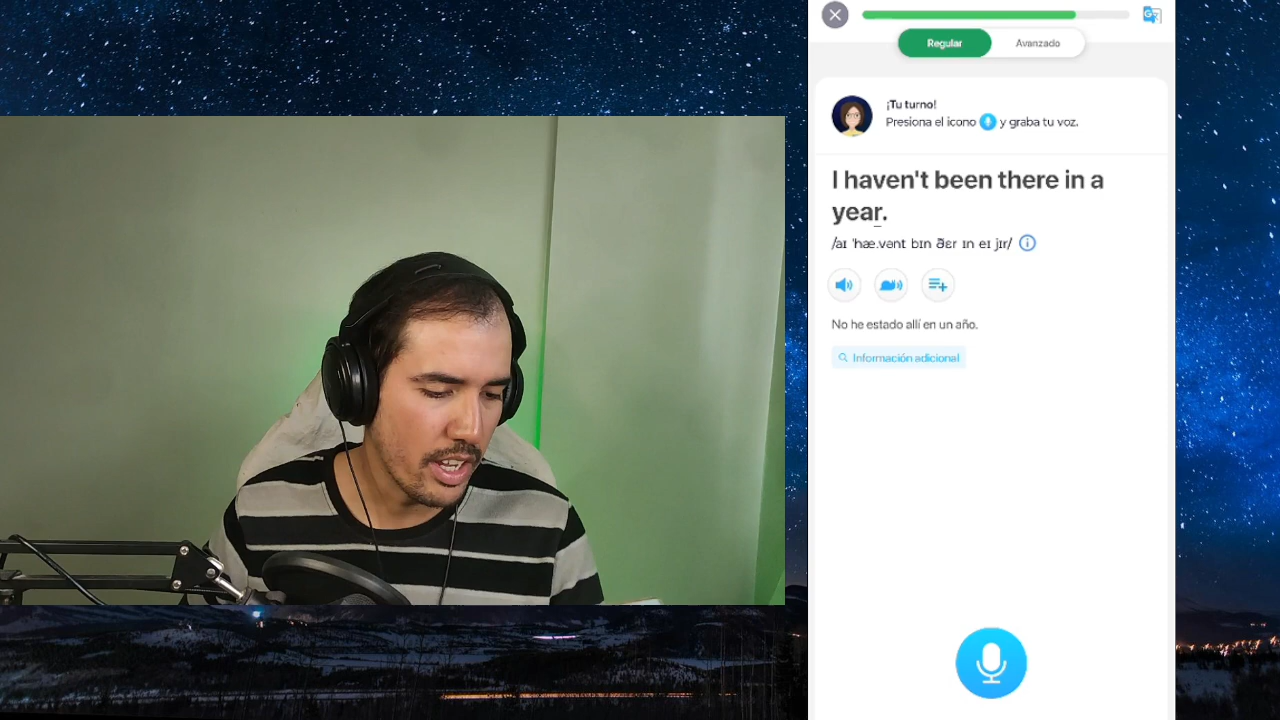 Regular
Avanzado
¡Tu turno!
Presiona el icono y graba tu voz.
I haven't been there in a
year.
/aɪ ˈhæ.vənt bɪn ðɛr ɪn eɪ jɪr/
No he estado allí en un año.
Información adicional